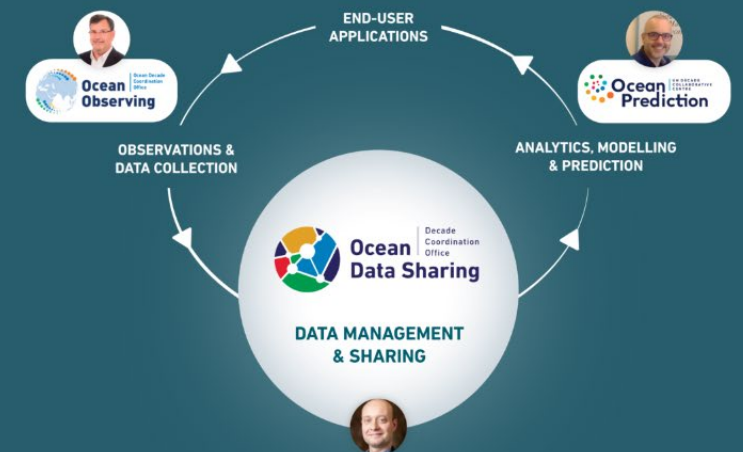 END-USER
APPLICATIONS
Ocean
Observing
Ocean Decade
Coordination
Office
Ocean
Prediction
UN DECADE
COLLABORATIVE
CENTRE
OBSERVATIONS &
DATA COLLECTION
ANALYTICS, MODELLING
& PREDICTION
Ocean
Data Sharing
Decade
Coordination
Office
DATA MANAGEMENT
& SHARING